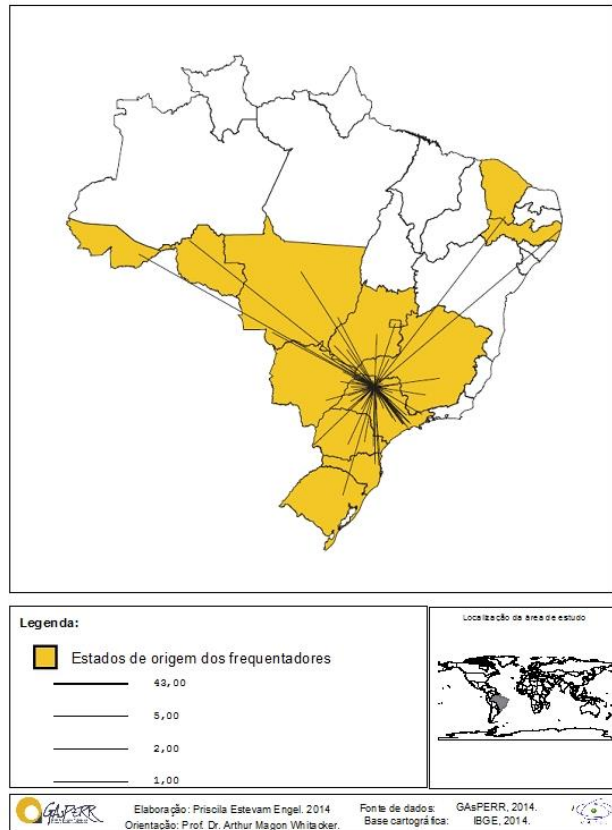 Legenda:
Estados de origem dos frequentadores
43,00
5,00
2,00
1,00
Localização da área de estudo
GAsPERR
Elaboração: Priscila Estevam Engel. 2014
Orientação: Prof. Dr. Arthur Magon Whitacker.
Fonte de dados: GAsPERR, 2014.
Base cartográfica: IBGE, 2014.